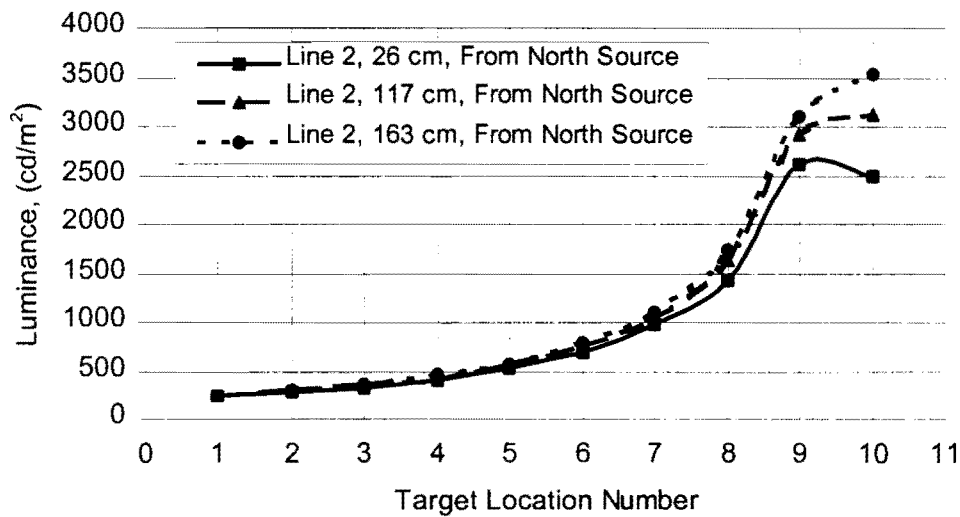 4000
3500
3000
2500
2000
1500
1000
500
0
Luminance, (cd/m²)
Line 2, 26 cm, From North Source
Line 2, 117 cm, From North Source
Line 2, 163 cm, From North Source
0 1 2 3 4 5 6 7 8 9 10 11
Target Location Number